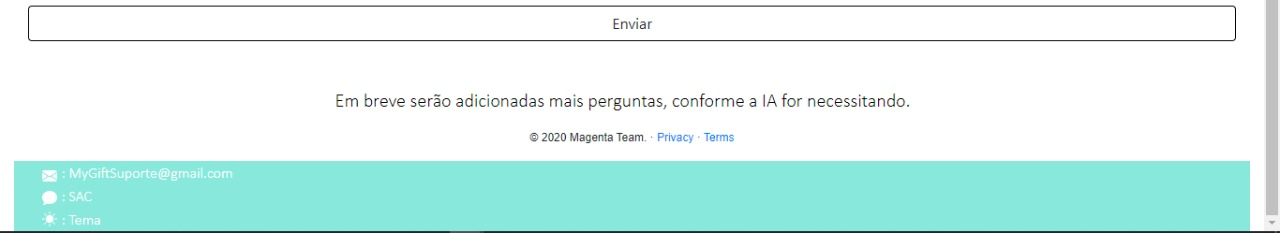 Enviar
Em breve serão adicionadas mais perguntas, conforme a IA for necessitando.
© 2020 Magenta Team. · Privacy · Terms
: MyGiftSuporte@gmail.com
: SAC
: Tema